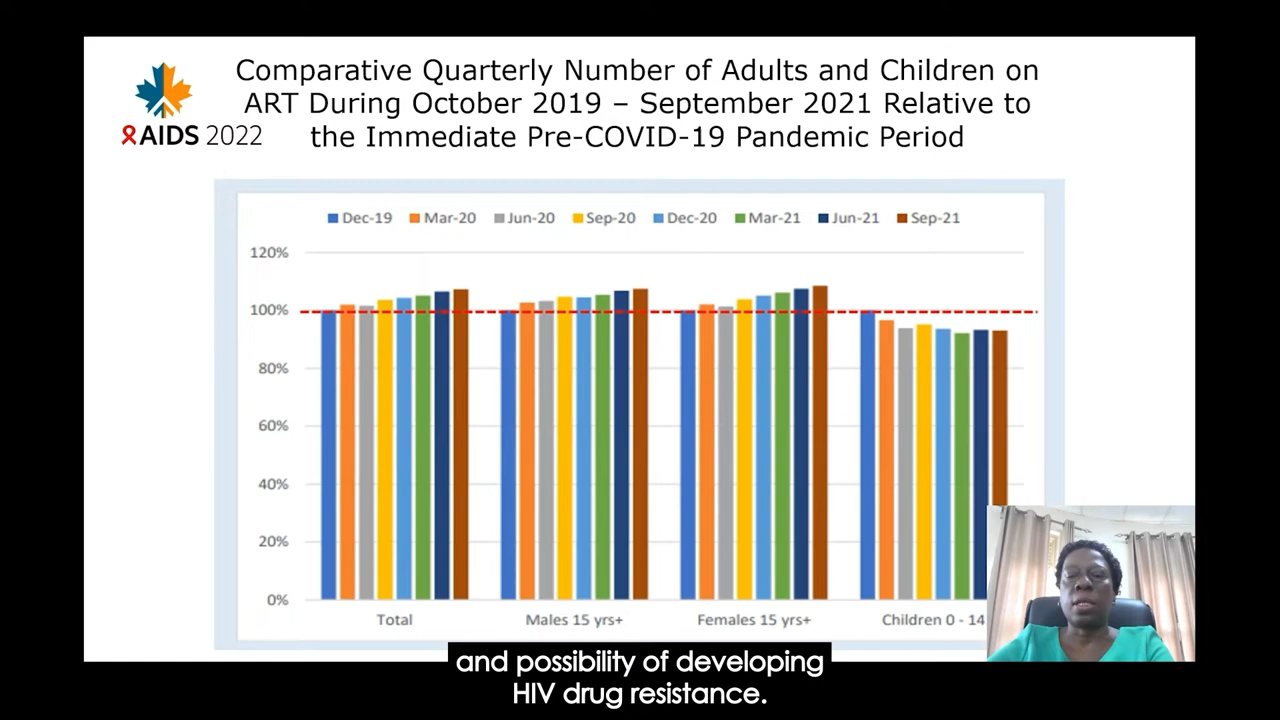 Comparative Quarterly Number of Adults and Children on
ART During October 2019 – September 2021 Relative to
the Immediate Pre-COVID-19 Pandemic Period
AIDS 2022
Dec-19 Mar-20 Jun-20 Sep-20 Dec-20 Mar-21 Jun-21 Sep-21
120%
100%
80%
60%
40%
20%
0%
Total Males 15 yrs+ Females 15 yrs+ Children 0 - 14
and possibility of developing
HIV drug resistance.